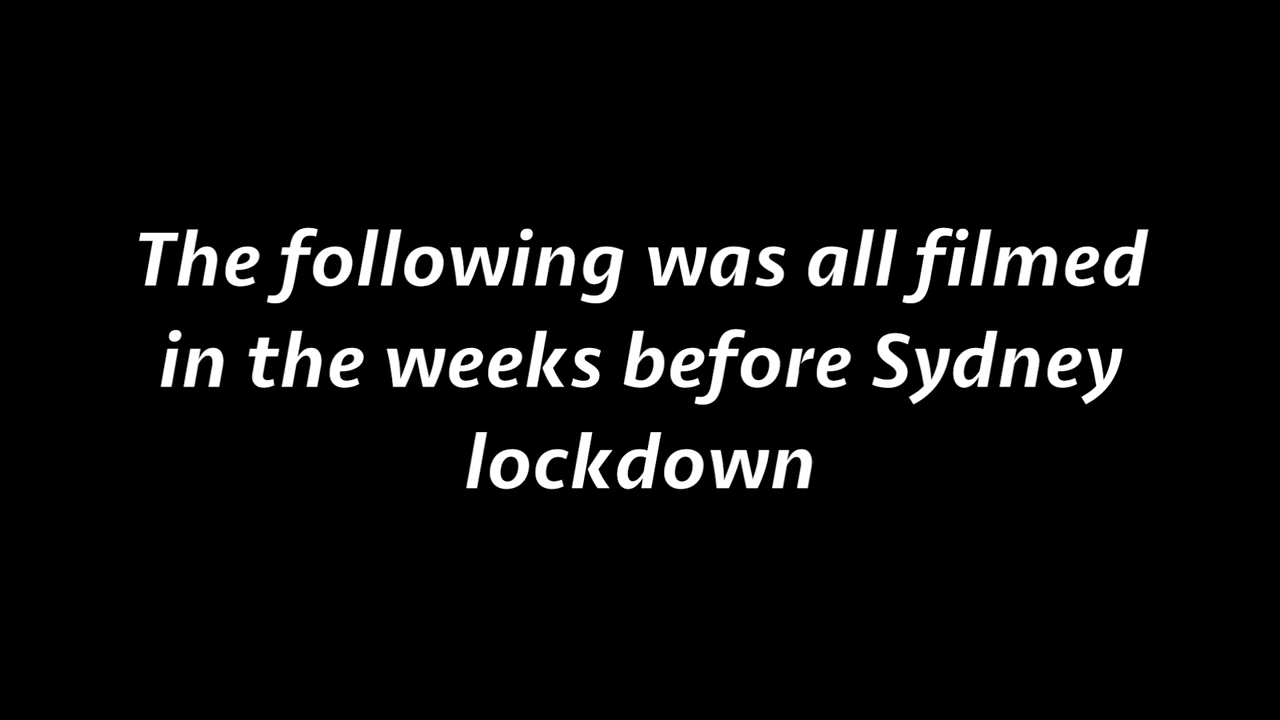 The following was all filmed
in the weeks before Sydney
lockdown